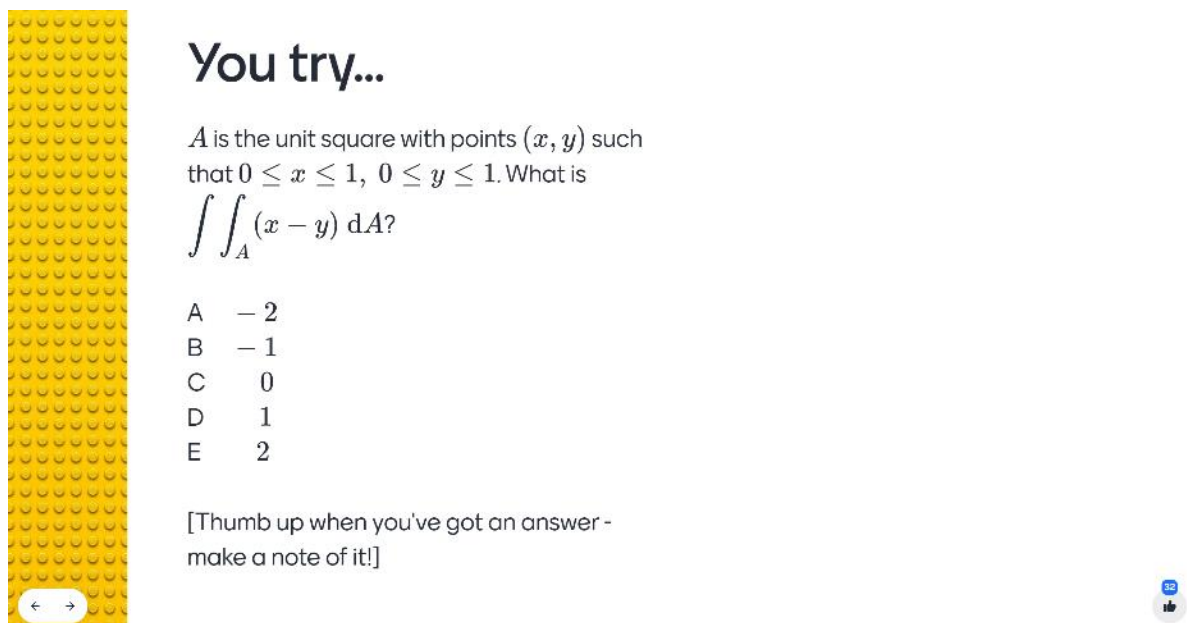 You try...
A is the unit square with points (x, y) such
that 0 ≤ x ≤ 1, 0 ≤ y ≤ 1. What is
∫∫_A (x − y) dA?
A − 2
B − 1
C 0
D 1
E 2
[Thumb up when you've got an answer -
make a note of it!]
32